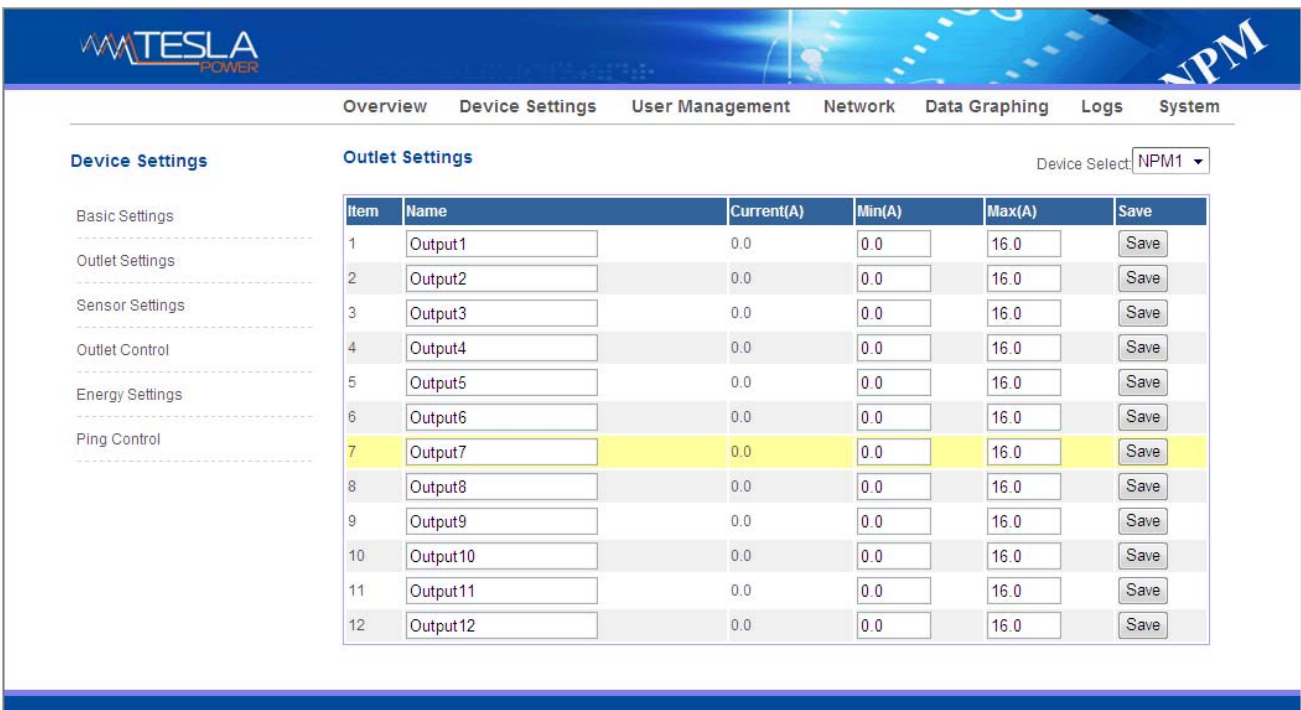 TESLA
POWER
NPM
Overview Device Settings User Management Network Data Graphing Logs System
Device Settings
Basic Settings
Outlet Settings
Sensor Settings
Outlet Control
Energy Settings
Ping Control
Outlet Settings
Device Select: NPM1
Item Name Current(A) Min(A) Max(A) Save
1 Output1 0.0 0.0 16.0 Save
2 Output2 0.0 0.0 16.0 Save
3 Output3 0.0 0.0 16.0 Save
4 Output4 0.0 0.0 16.0 Save
5 Output5 0.0 0.0 16.0 Save
6 Output6 0.0 0.0 16.0 Save
7 Output7 0.0 0.0 16.0 Save
8 Output8 0.0 0.0 16.0 Save
9 Output9 0.0 0.0 16.0 Save
10 Output10 0.0 0.0 16.0 Save
11 Output11 0.0 0.0 16.0 Save
12 Output12 0.0 0.0 16.0 Save